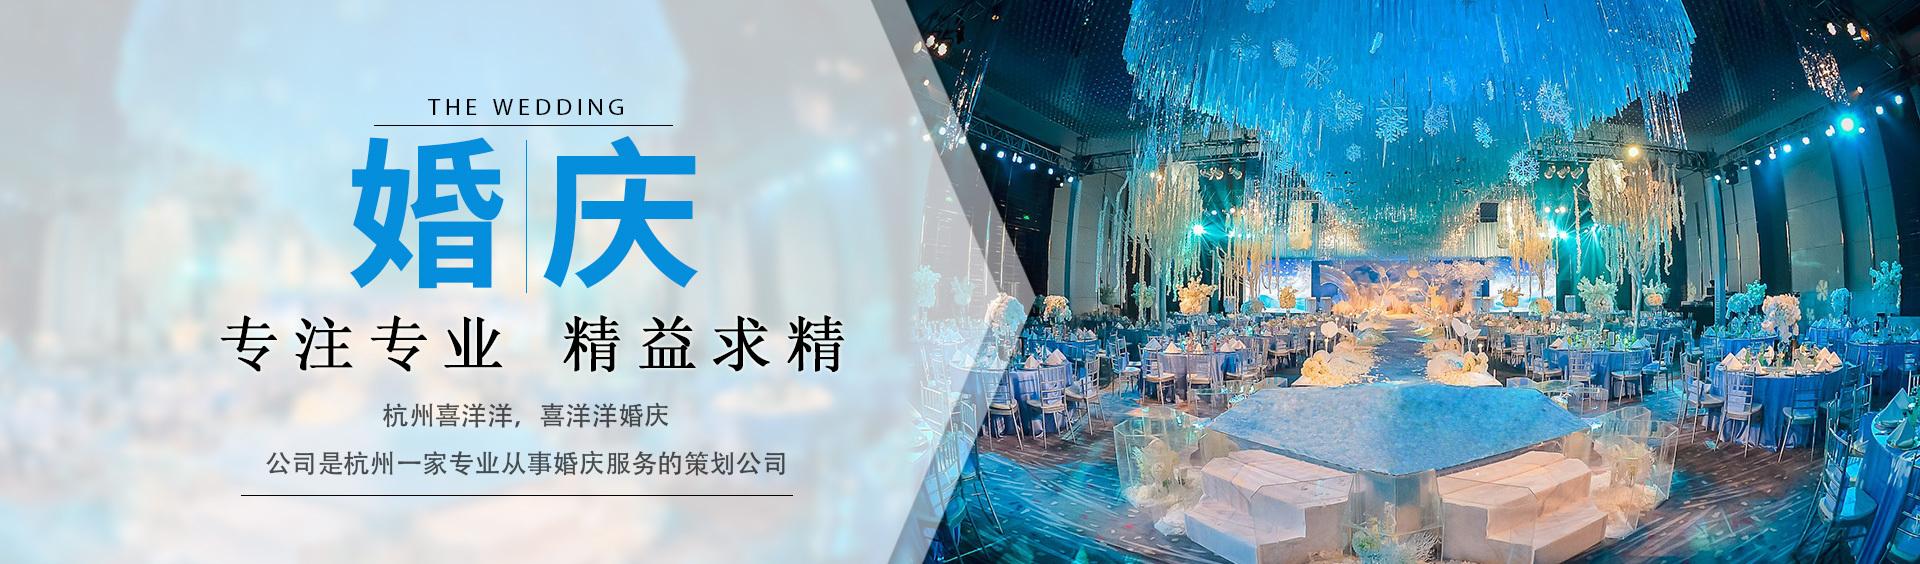 THE WEDDING
婚庆
专注专业 精益求精
杭州喜洋洋，喜洋洋婚庆
公司是杭州一家专业从事婚庆服务的策划公司